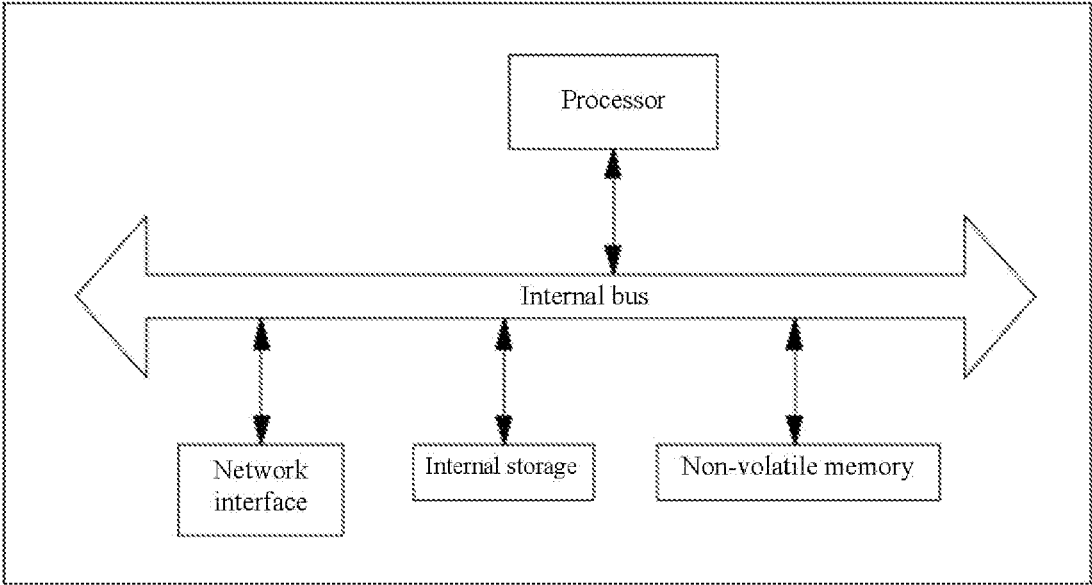 Processor
Internal bus
Network
interface
Internal storage
Non-volatile memory